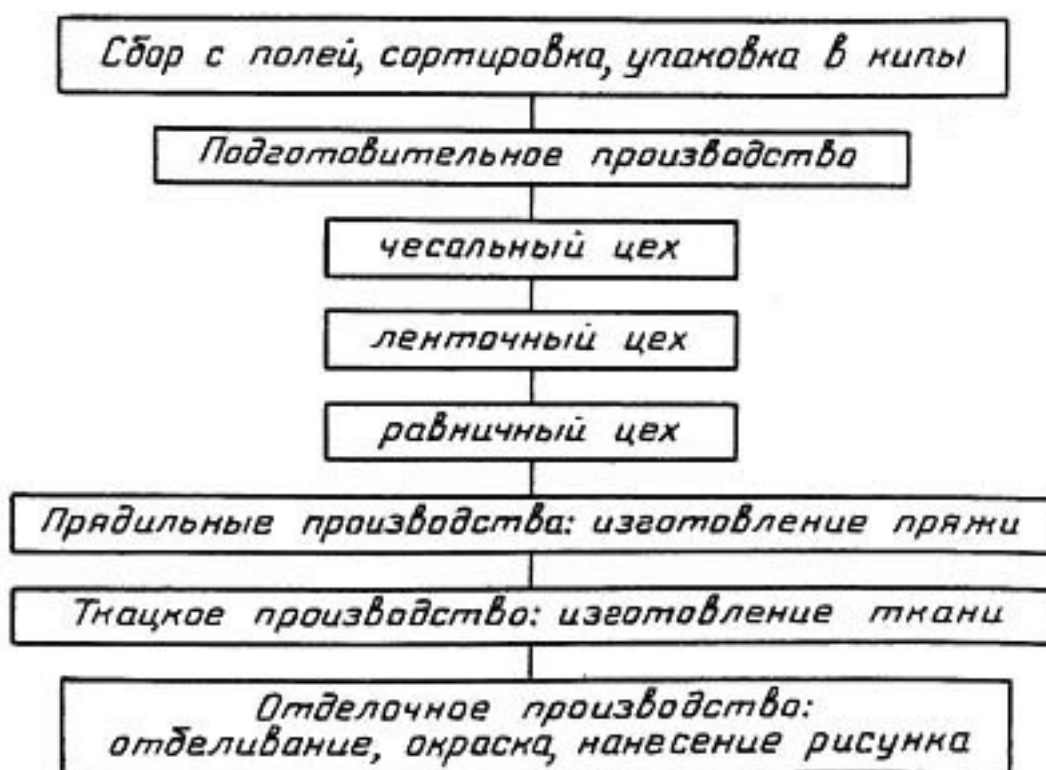 Сбор с полей, сортировка, упаковка в кипы
Подготовительное производство
чесальный цех
ленточный цех
равничный цех
Прядильные производства: изготовление пряжи
Ткацкое производство: изготовление ткани
Отделочное производство:
отбеливание, окраска, нанесение рисунка